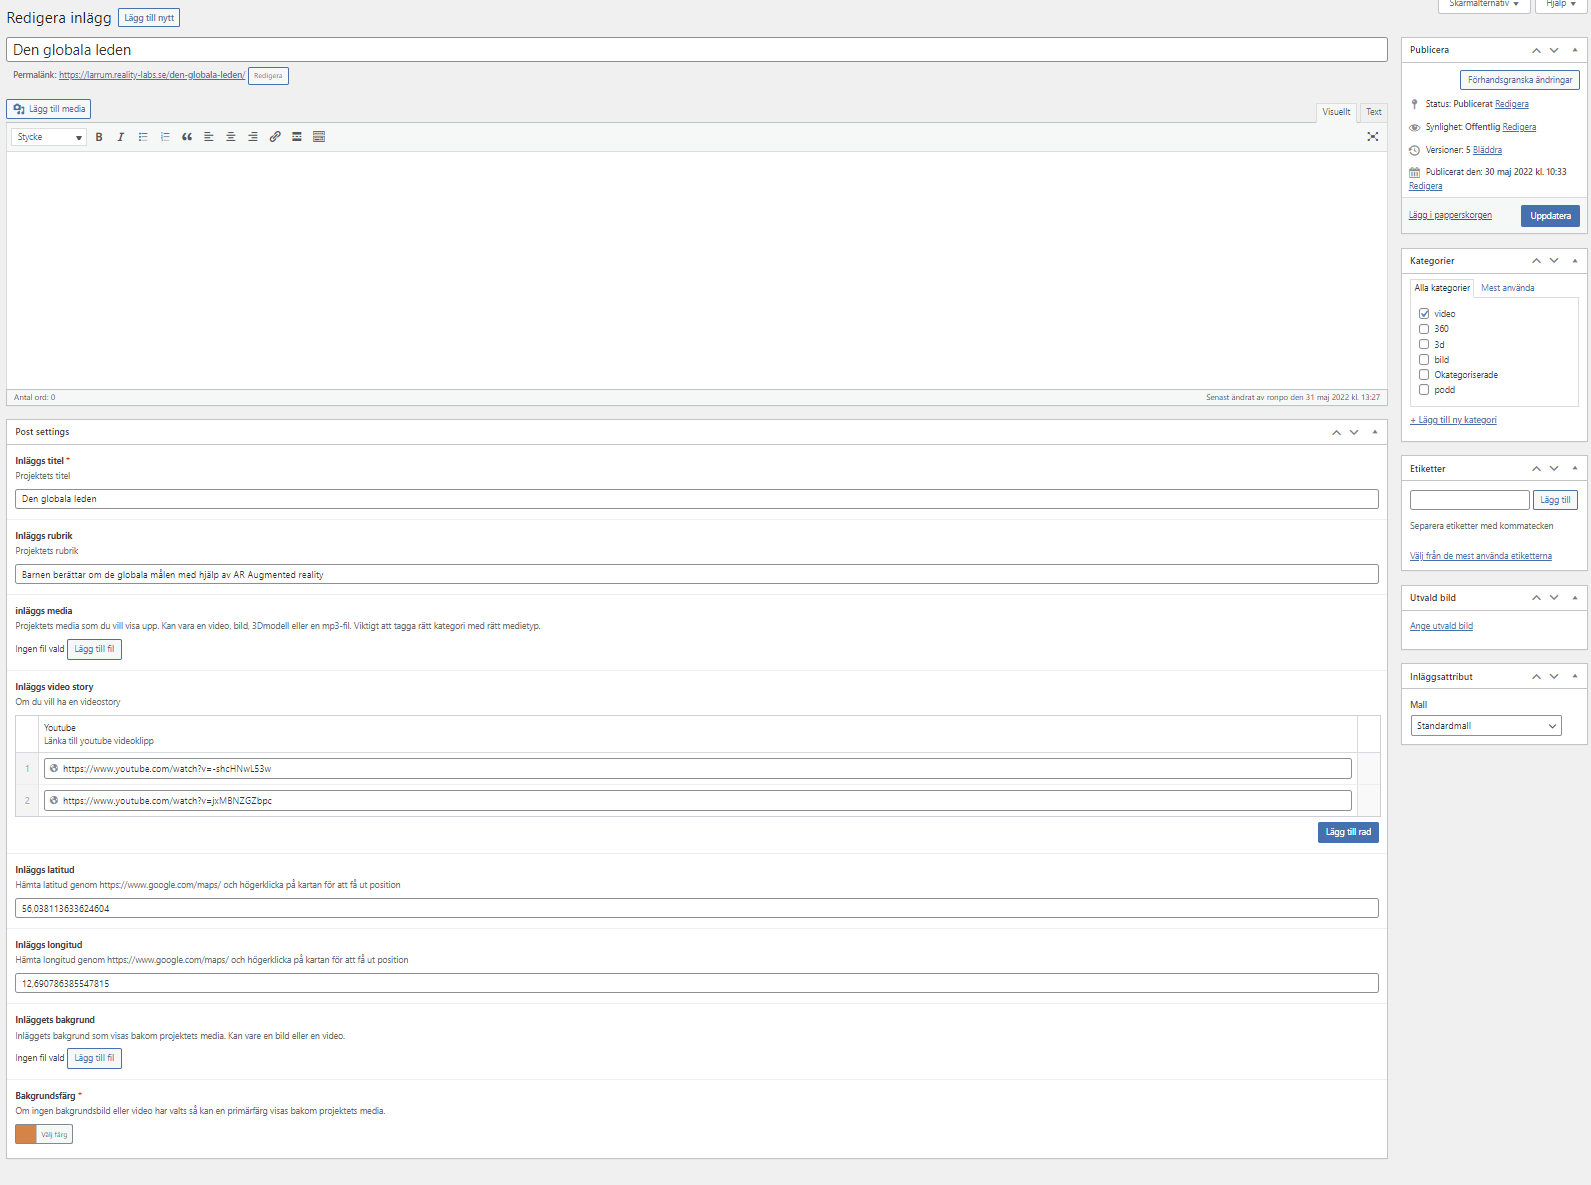 Redigera inlägg Lägg till nytt
Skärmalternativ Hjälp
Den globala leden
Permalänk: https://larrum.reality-labs.se/den-globala-leden/ Redigera
Lägg till media
Visuellt Text
Stycke
Antal ord: 0
Senast ändrat av ronpo den 31 maj 2022 kl. 13:27
Post settings
Inläggs titel *
Projektets titel
Den globala leden
Inläggs rubrik
Projektets rubrik
Barnen berättar om de globala målen med hjälp av AR Augmented reality
inläggs media
Projektets media som du vill visa upp. Kan vara en video, bild, 3Dmodell eller en mp3-fil. Viktigt att tagga rätt kategori med rätt medietyp.
Ingen fil vald Lägg till fil
Inläggs video story
Om du vill ha en videostory
Youtube
Länka till youtube videoklipp
1 https://www.youtube.com/watch?v=-shcHNwL53w
2 https://www.youtube.com/watch?v=jxMBNZGZbpc
Lägg till rad
Inläggs latitud
Hämta latitud genom https://www.google.com/maps/ och högerklicka på kartan för att få ut position
56,038113633624604
Inläggs longitud
Hämta longitud genom https://www.google.com/maps/ och högerklicka på kartan för att få ut position
12,690786385547815
Inläggets bakgrund
Inläggets bakgrund som visas bakom projektets media. Kan vare en bild eller en video.
Ingen fil vald Lägg till fil
Bakgrundsfärg *
Om ingen bakgrundsbild eller video har valts så kan en primärfärg visas bakom projektets media.
Välj färg
Publicera
Förhandsgranska ändringar
Status: Publicerat Redigera
Synlighet: Offentlig Redigera
Versioner: 5 Bläddra
Publicerat den: 30 maj 2022 kl. 10:33
Redigera
Lägg i papperskorgen Uppdatera
Kategorier
Alla kategorier Mest använda
video
360
3d
bild
Okategoriserade
podd
+ Lägg till ny kategori
Etiketter
Lägg till
Separera etiketter med kommatecken
Välj från de mest använda etiketterna
Utvald bild
Ange utvald bild
Inläggsattribut
Mall
Standardmall